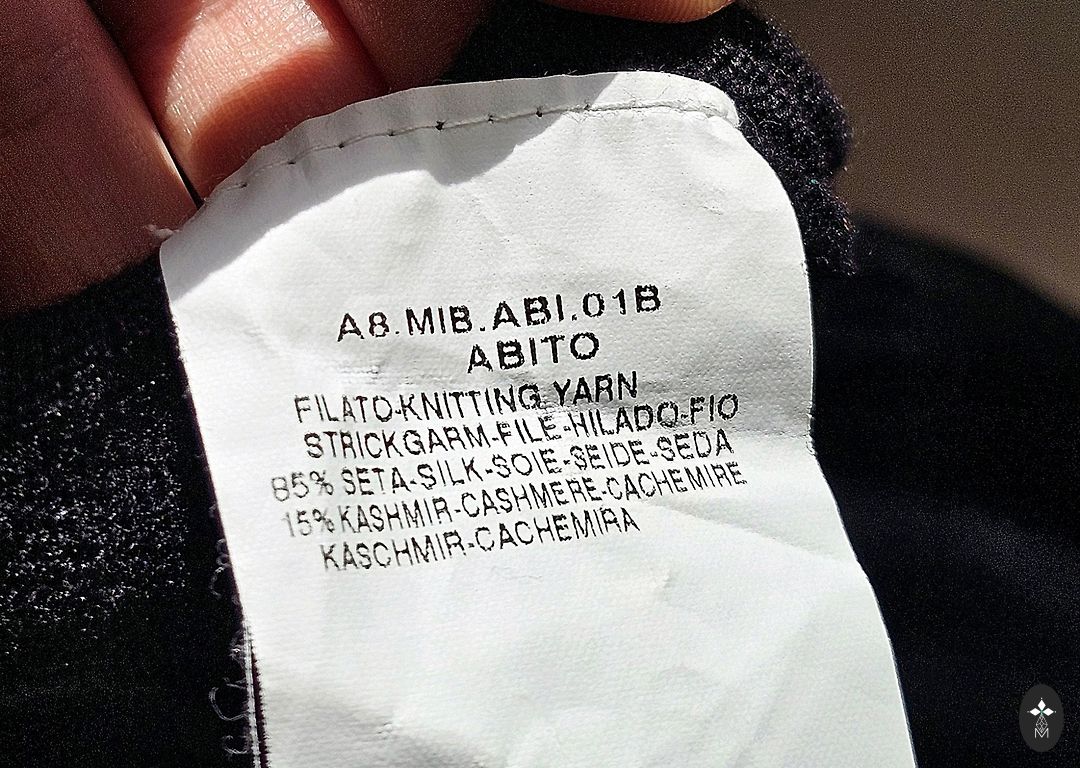 A8.MIB.ABI.01B
ABITO
FILATO-KNITTING YARN
STRICKGARM-FILE-HILADO-FIO
85% SETA-SILK-SOIE-SEIDE-SEDA
15% KASHMIR-CASHMERE-CACHEMIRE
KASCHMIR-CACHEMIRA
M